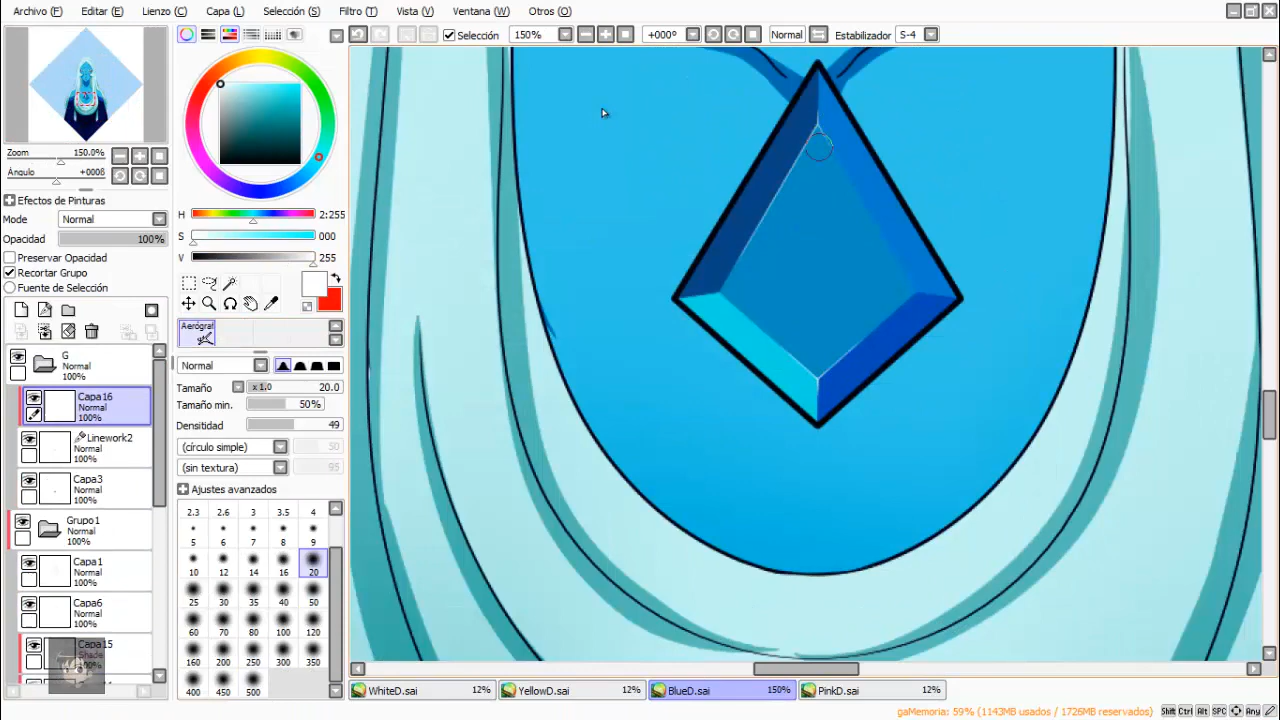 Archivo (F) Editar (E) Lienzo (C) Capa (L) Selección (S) Filtro (T) Vista (V) Ventana (W) Otros (O)
Selección 150% +000° Normal Estabilizador S-4
Zoom 150.0%
Ángulo +000ß
Efectos de Pinturas
Mode Normal
Opacidad 100%
Preservar Opacidad
Recortar Grupo
Fuente de Selección
G
Normal
100%
Capa16
Normal
100%
Linework2
Normal
100%
Capa3
Normal
100%
Grupo1
Normal
100%
Capa1
Normal
100%
Capa6
Normal
100%
Capa15
Shade
100%
H 2:255
S 000
V 255
Aerógraf
Normal
Tamaño x 1.0 20.0
Tamaño min. 50%
Densitidad 49
(círculo simple) 50
(sin textura) 95
Ajustes avanzados
2.3 2.6 3 3.5 4
5 6 7 8 9
10 12 14 16 20
25 30 35 40 50
60 70 80 100 120
160 200 250 300 350
400 450 500
WhiteD.sai 12% YellowD.sai 12% BlueD.sai 150% PinkD.sai 12%
gaMemoria: 59% (1143MB usados / 1726MB reservados) Shift Ctrl Alt SPC Any